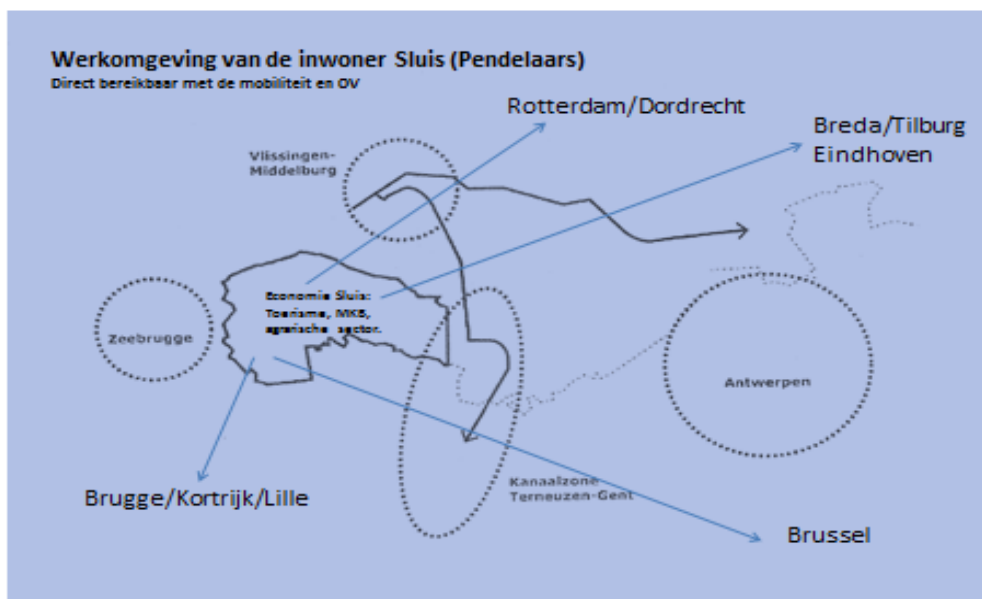 Werkomgeving van de inwoner Sluis (Pendelaars)
Direct bereikbaar met de mobiliteit en OV
Rotterdam/Dordrecht
Breda/Tilburg
Eindhoven
Vlissingen-
Middelburg
Economie Sluis:
Toerisme, MKB,
agrarische sector.
Zeebrugge
Antwerpen
Brugge/Kortrijk/Lille
Kanaalzone
Terneuzen-Gent
Brussel